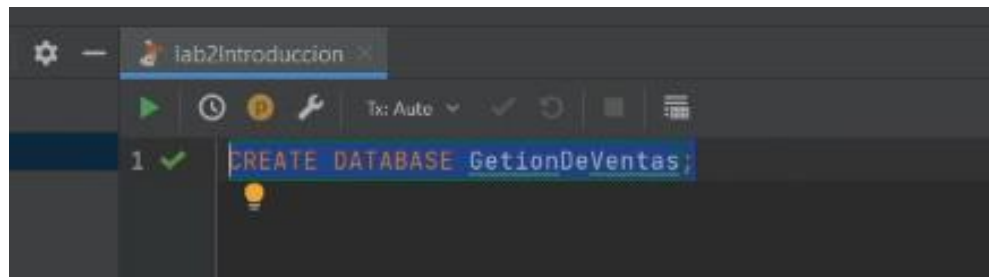 lab2Introduccion
Tx: Auto
1 CREATE DATABASE GetionDeVentas;